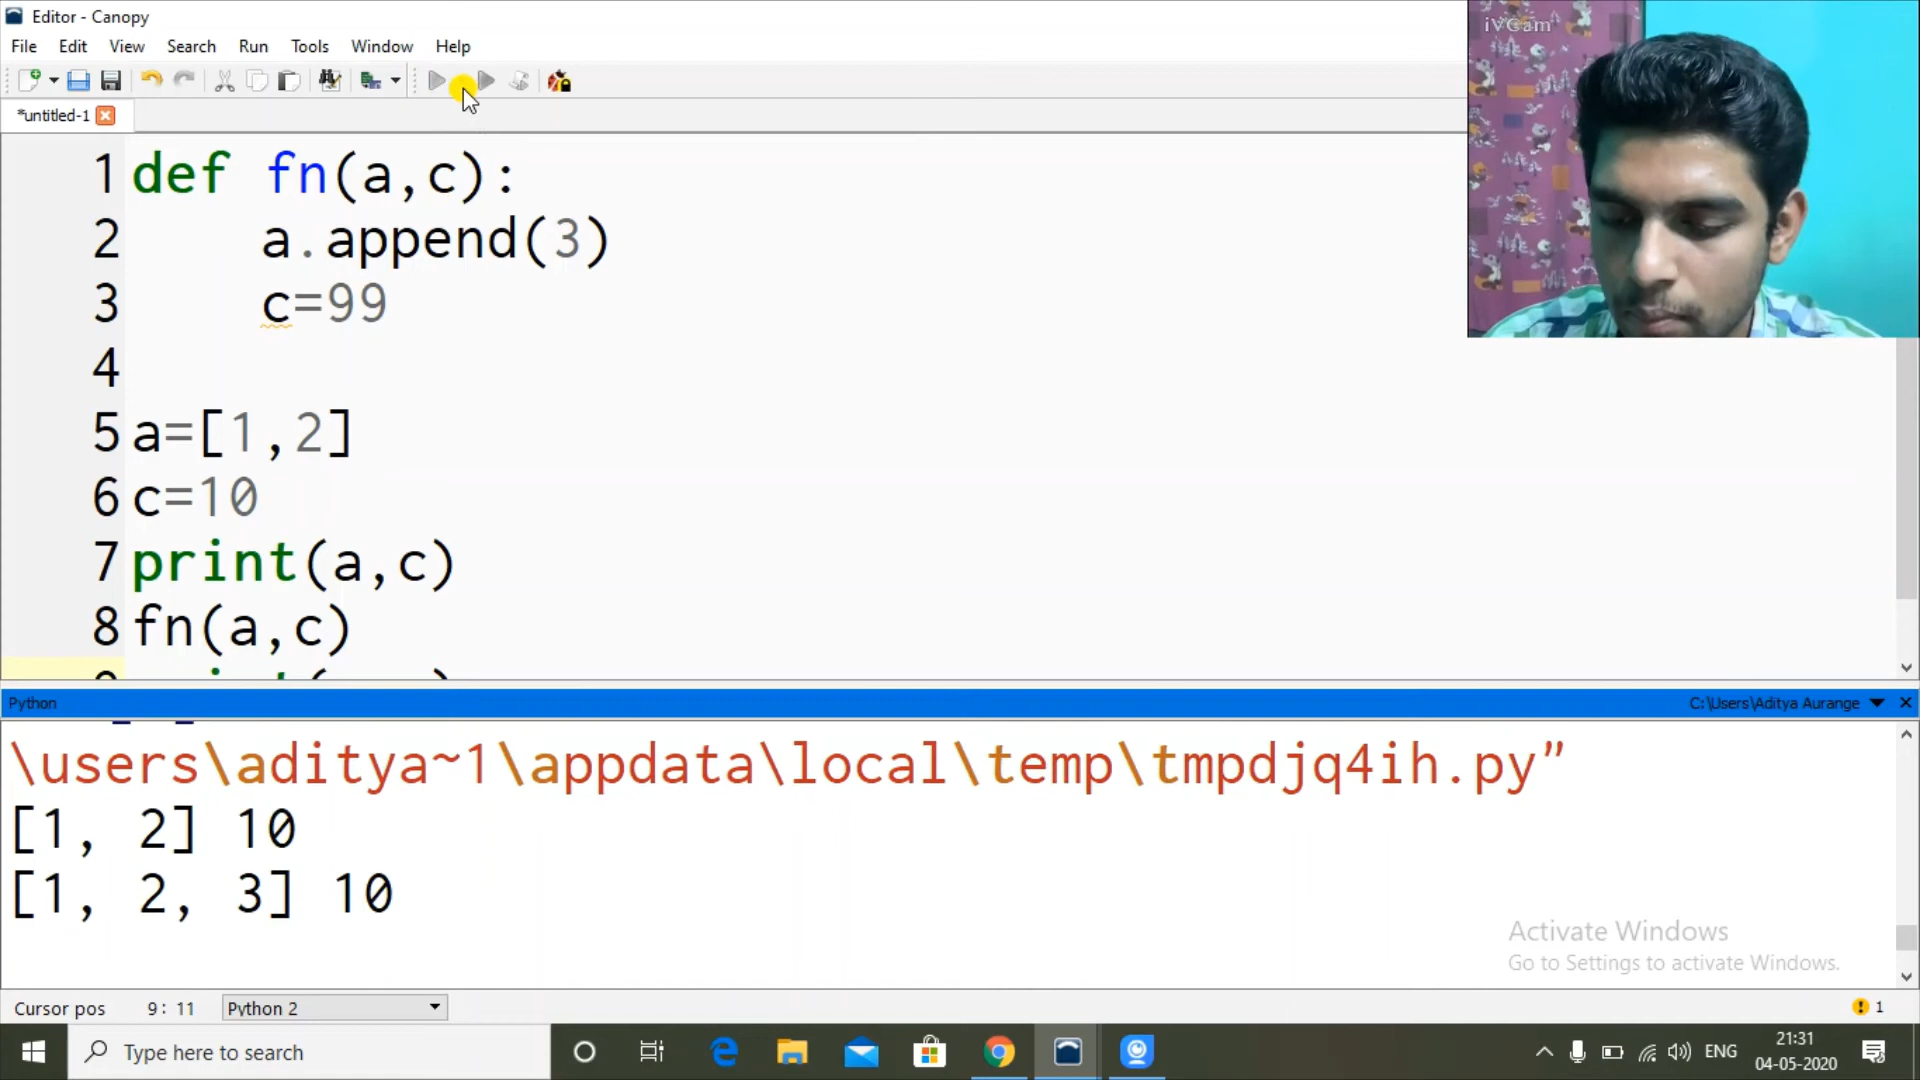 Editor - Canopy
File Edit View Search Run Tools Window Help
*untitled-1
iVCam
1 def fn(a,c):
2 a.append(3)
3 c=99
4
5 a=[1,2]
6 c=10
7 print(a,c)
8 fn(a,c)
Python C:\Users\Aditya Aurange
\users\aditya~1\appdata\local\temp\tmpdjq4ih.py"
[1, 2] 10
[1, 2, 3] 10
Activate Windows
Go to Settings to activate Windows.
Cursor pos 9: 11 Python 2 1
Type here to search ENG 21:31
04-05-2020